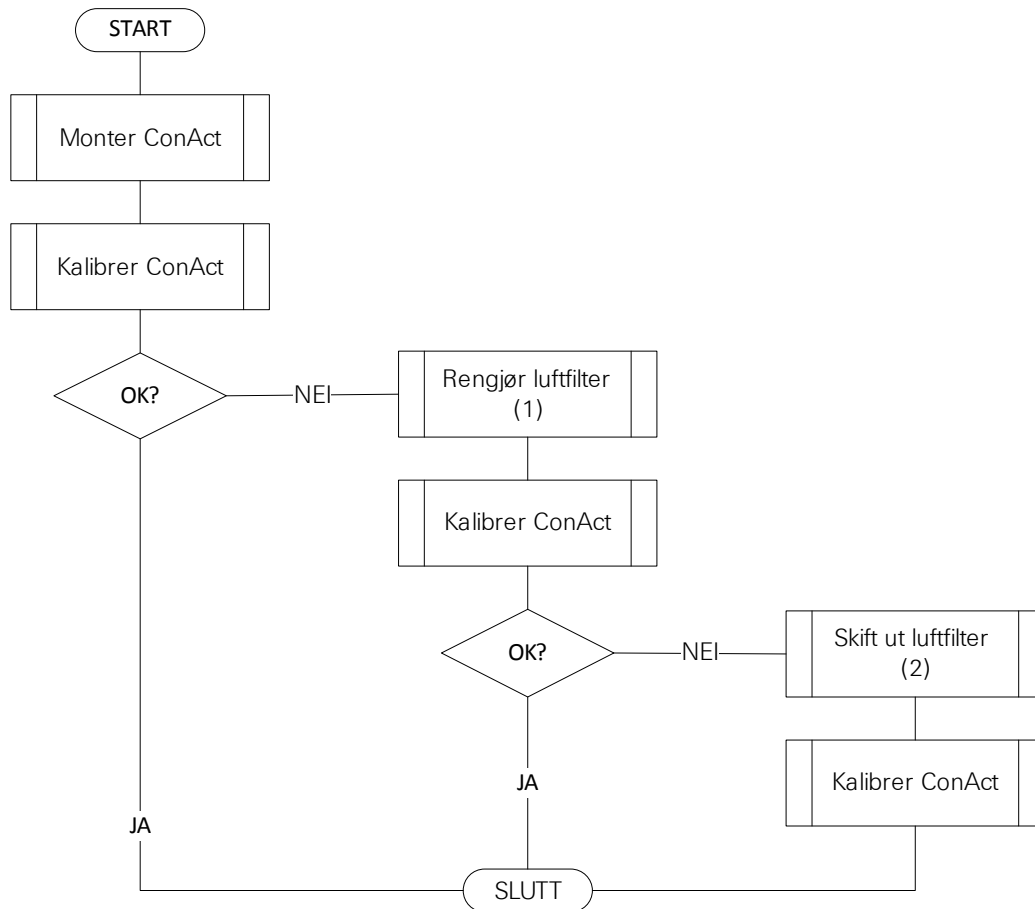 START
Monter ConAct
Kalibrer ConAct
OK?
NEI
Rengjør luftfilter
(1)
Kalibrer ConAct
OK?
NEI
Skift ut luftfilter
(2)
Kalibrer ConAct
JA
JA
SLUTT